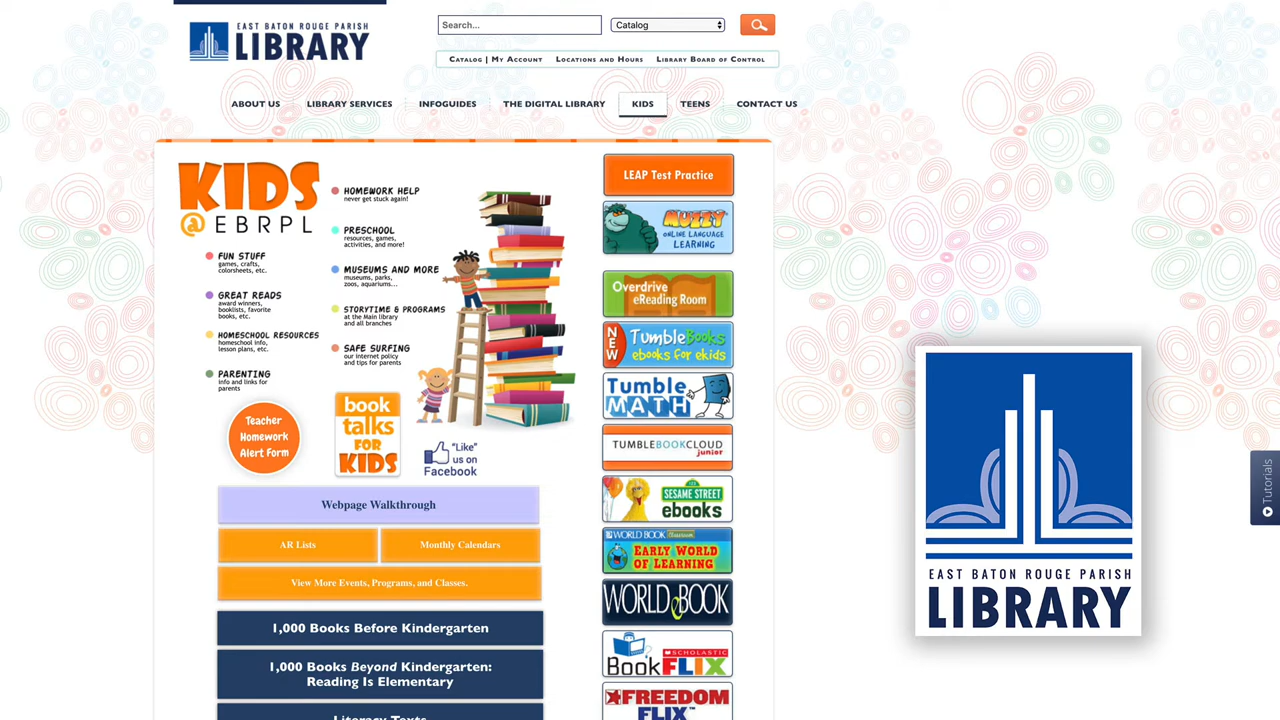 EAST BATON ROUGE PARISH
LIBRARY
Search...
Catalog
Catalog | My Account
Locations and Hours
Library Board of Control
ABOUT US
LIBRARY SERVICES
INFOGUIDES
THE DIGITAL LIBRARY
KIDS
TEENS
CONTACT US
KIDS
@EBRPL
HOMEWORK HELP
never get stuck again!
PRESCHOOL
resources, games,
activities, and more!
FUN STUFF
games, crafts,
colorsheets, etc.
MUSEUMS AND MORE
museums, parks,
zoos, aquariums...
GREAT READS
award winners,
booklists, favorite
books, etc.
STORYTIME & PROGRAMS
at the Main library
and all branches
HOMESCHOOL RESOURCES
homeschool info,
lesson plans, etc.
SAFE SURFING
our internet policy
and tips for parents
PARENTING
info and links for
parents
Teacher
Homework
Alert Form
book
talks
FOR
KIDS
"Like"
us on
Facebook
Webpage Walkthrough
AR Lists
Monthly Calendars
View More Events, Programs, and Classes.
1,000 Books Before Kindergarten
1,000 Books Beyond Kindergarten:
Reading Is Elementary
Literacy Texts
LEAP Test Practice
MUZZY
ONLINE LANGUAGE
LEARNING
Overdrive
eReading Room
NEW
TumbleBooks
ebooks for ekids
Tumble
MATH
TUMBLEBOOKCLOUD
junior
SESAME STREET
ebooks
WORLD BOOK Classroom
EARLY WORLD
OF LEARNING
WORLD eBOOK
SCHOLASTIC
BookFLIX
FREEDOM
FLIX™
Tutorials
EAST BATON ROUGE PARISH
LIBRARY